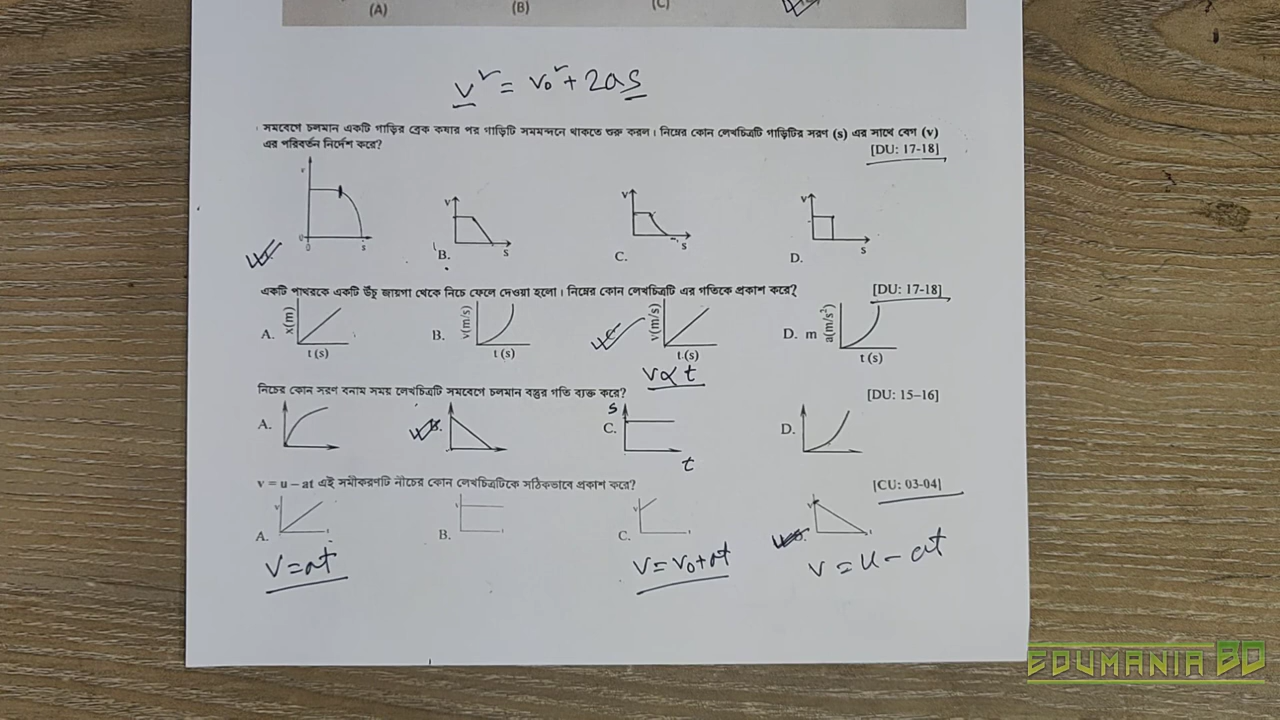 (A) (B) (C)
v² = v₀² + 2as
সমবেগে চলমান একটি গাড়ির ব্রেক কষার পর গাড়িটি সমমন্দনে থাকতে শুরু করল। নিম্নের কোন লেখচিত্রটি গাড়িটির সরণ (s) এর সাথে বেগ (v)
এর পরিবর্তন নির্দেশ করে?
[DU: 17-18]
v v v v
0 0 s
B. s C. s D. s
একটি পাথরকে একটি উঁচু জায়গা থেকে নিচে ফেলে দেওয়া হলো। নিম্নের কোন লেখচিত্রটি এর গতিকে প্রকাশ করে?
[DU: 17-18]
A. x(m) B. v(m/s) C v(m/s) D. m a(m/s²)
t (s) t (s) t (s) t (s)
v∝t
নিচের কোন সরণ বনাম সময় লেখচিত্রটি সমবেগে চলমান বস্তুর গতি ব্যক্ত করে?
[DU: 15–16]
s
A. B. C. D.
t
v = u – at এই সমীকরণটি নীচের কোন লেখচিত্রটিকে সঠিকভাবে প্রকাশ করে?
[CU: 03-04]
v v v v
A. B. C. D.
v=at v=v₀+at v=u-at
EDUMANIA BD